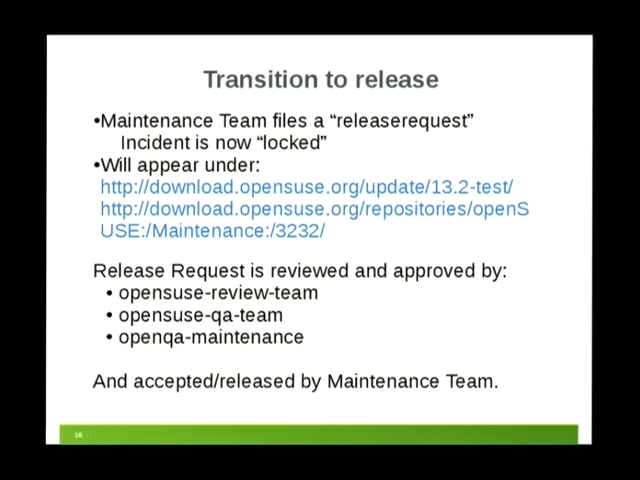 Transition to release
•Maintenance Team files a “releaserequest”
Incident is now “locked”
•Will appear under:
http://download.opensuse.org/update/13.2-test/
http://download.opensuse.org/repositories/openS
USE:/Maintenance:/3232/
Release Request is reviewed and approved by:
• opensuse-review-team
• opensuse-qa-team
• openqa-maintenance
And accepted/released by Maintenance Team.
16